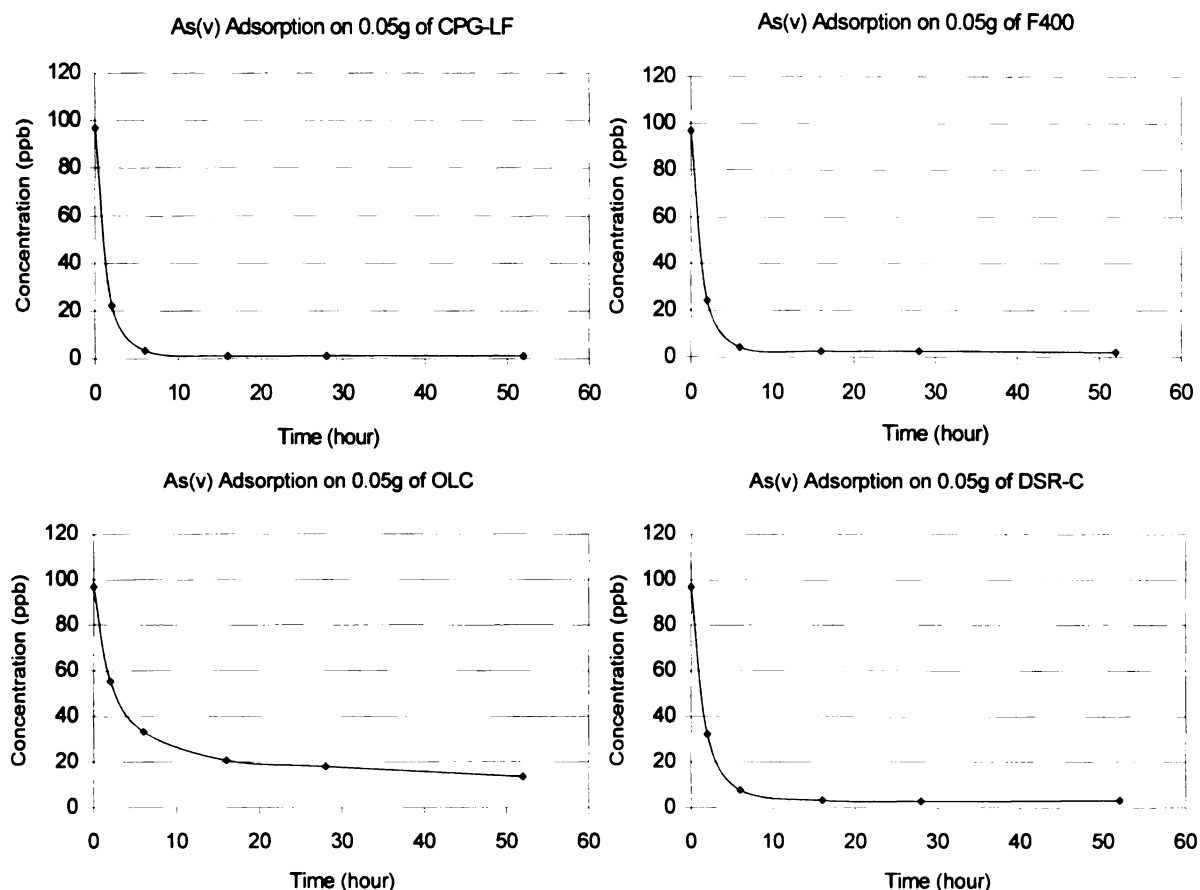 As(v) Adsorption on 0.05g of CPG-LF
120
100
80
60
40
20
0
Concentration (ppb)
0 10 20 30 40 50 60
Time (hour)
As(v) Adsorption on 0.05g of F400
120
100
80
60
40
20
0
Concentration (ppb)
0 10 20 30 40 50 60
Time (hour)
As(v) Adsorption on 0.05g of OLC
120
100
80
60
40
20
0
Concentration (ppb)
0 10 20 30 40 50 60
Time (hour)
As(v) Adsorption on 0.05g of DSR-C
120
100
80
60
40
20
0
Concentration (ppb)
0 10 20 30 40 50 60
Time (hour)